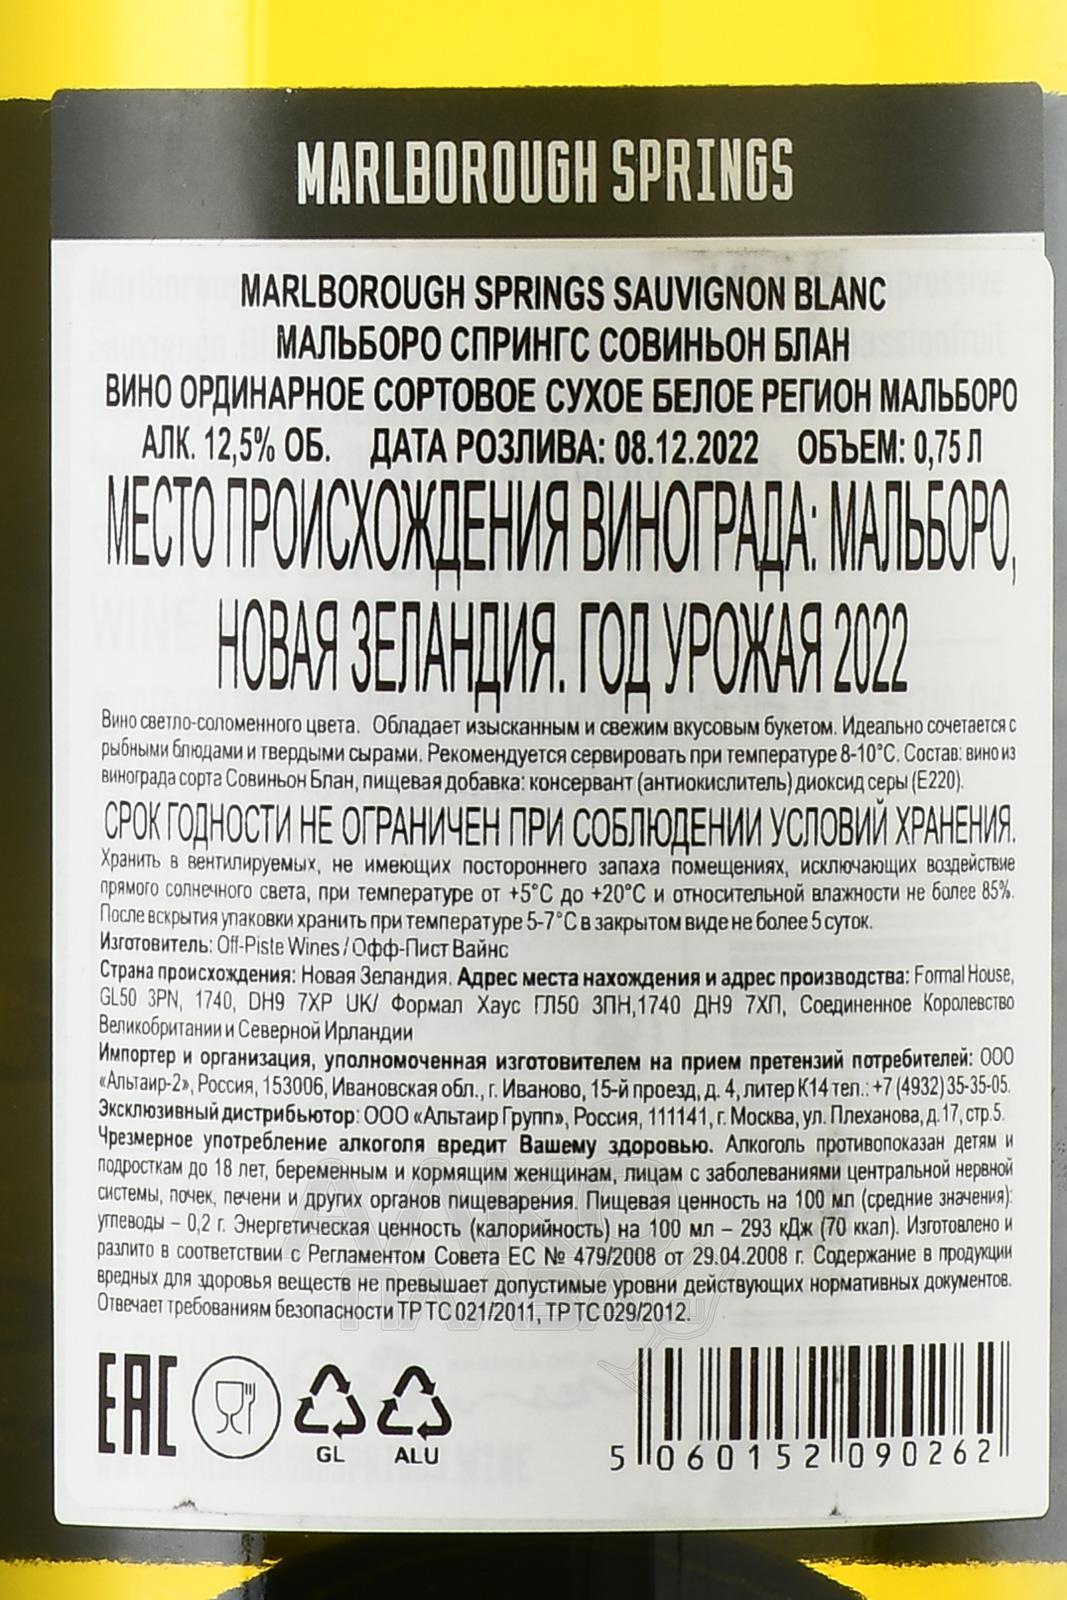 MARLBOROUGH SPRINGS
MARLBOROUGH SPRINGS SAUVIGNON BLANC
МАЛЬБОРО СПРИНГС СОВИНЬОН БЛАН
ВИНО ОРДИНАРНОЕ СОРТОВОЕ СУХОЕ БЕЛОЕ РЕГИОН МАЛЬБОРО
АЛК. 12,5% ОБ. ДАТА РОЗЛИВА: 08.12.2022 ОБЪЕМ: 0,75 Л
МЕСТО ПРОИСХОЖДЕНИЯ ВИНОГРАДА: МАЛЬБОРО,
НОВАЯ ЗЕЛАНДИЯ. ГОД УРОЖАЯ 2022
Вино светло-соломенного цвета. Обладает изысканным и свежим вкусовым букетом. Идеально сочетается с
рыбными блюдами и твердыми сырами. Рекомендуется сервировать при температуре 8-10°С. Состав: вино из
винограда сорта Совиньон Блан, пищевая добавка: консервант (антиокислитель) диоксид серы (Е220).
СРОК ГОДНОСТИ НЕ ОГРАНИЧЕН ПРИ СОБЛЮДЕНИИ УСЛОВИЙ ХРАНЕНИЯ.
Хранить в вентилируемых, не имеющих постороннего запаха помещениях, исключающих воздействие
прямого солнечного света, при температуре от +5°С до +20°С и относительной влажности не более 85%.
После вскрытия упаковки хранить при температуре 5-7°С в закрытом виде не более 5 суток.
Изготовитель: Off-Piste Wines / Офф-Пист Вайнс
Страна происхождения: Новая Зеландия. Адрес места нахождения и адрес производства: Formal House,
GL50 3PN, 1740, DH9 7XP UK/ Формал Хаус ГЛ50 3ПН,1740 ДН9 7ХП, Соединенное Королевство
Великобритании и Северной Ирландии
Импортер и организация, уполномоченная изготовителем на прием претензий потребителей: ООО
«Альтаир-2», Россия, 153006, Ивановская обл., г. Иваново, 15-й проезд, д. 4, литер К14 тел.: +7 (4932) 35-35-05.
Эксклюзивный дистрибьютор: ООО «Альтаир Групп», Россия, 111141, г. Москва, ул. Плеханова, д. 17, стр. 5.
Чрезмерное употребление алкоголя вредит Вашему здоровью. Алкоголь противопоказан детям и
подросткам до 18 лет, беременным и кормящим женщинам, лицам с заболеваниями центральной нервной
системы, почек, печени и других органов пищеварения. Пищевая ценность на 100 мл (средние значения):
углеводы – 0,2 г. Энергетическая ценность (калорийность) на 100 мл – 293 кДж (70 ккал). Изготовлено и
разлито в соответствии с Регламентом Совета ЕС № 479/2008 от 29.04.2008 г. Содержание в продукции
вредных для здоровья веществ не превышает допустимые уровни действующих нормативных документов.
Отвечает требованиям безопасности ТР ТС 021/2011, ТР ТС 029/2012.
EAC
GL ALU
5 060152 090262